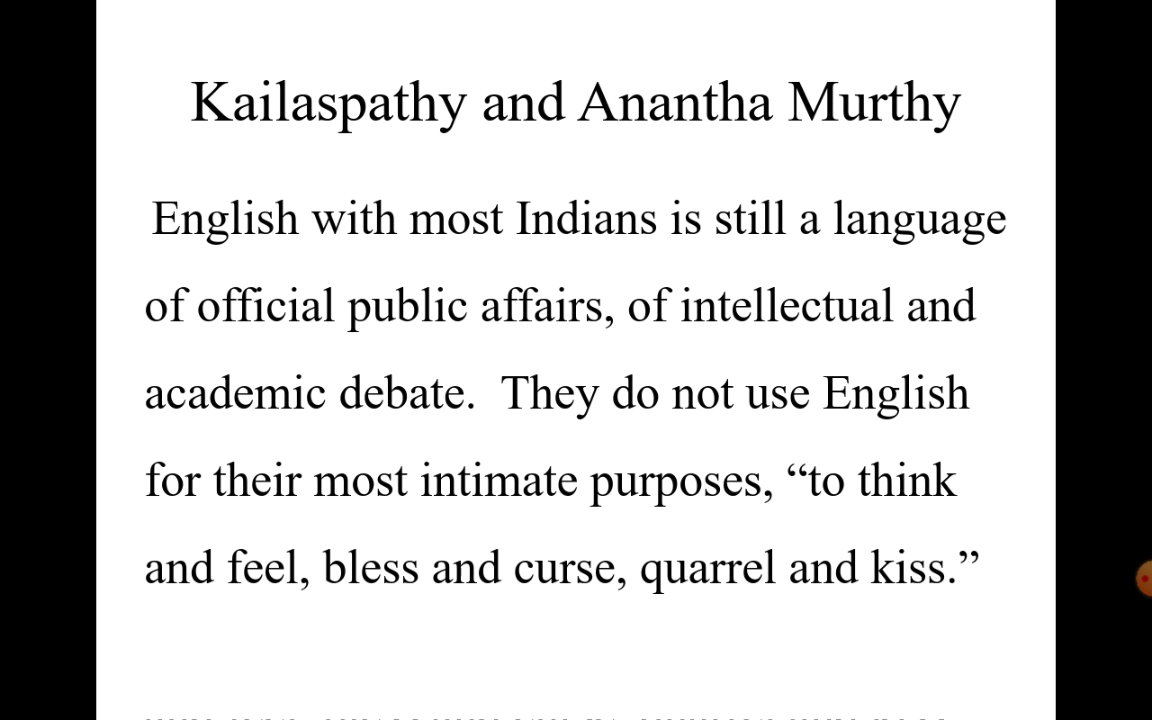 Kailaspathy and Anantha Murthy
English with most Indians is still a language
of official public affairs, of intellectual and
academic debate.  They do not use English
for their most intimate purposes, “to think
and feel, bless and curse, quarrel and kiss.”